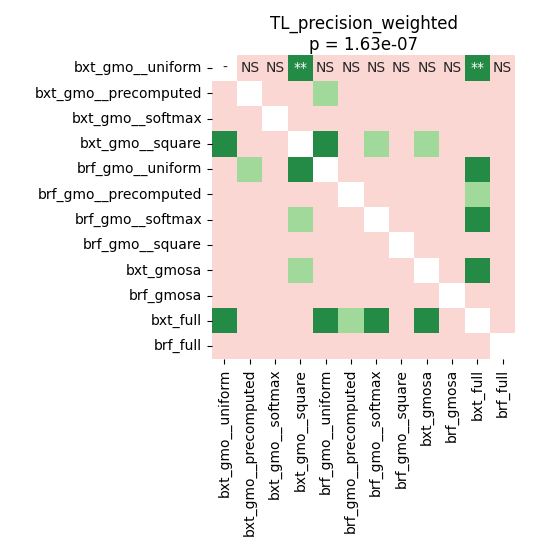 TL_precision_weighted
p = 1.63e-07
bxt_gmo__uniform - NS NS ** NS NS NS NS NS NS ** NS
bxt_gmo__precomputed
bxt_gmo__softmax
bxt_gmo__square
brf_gmo__uniform
brf_gmo__precomputed
brf_gmo__softmax
brf_gmo__square
bxt_gmosa
brf_gmosa
bxt_full
brf_full
bxt_gmo__uniform
bxt_gmo__precomputed
bxt_gmo__softmax
bxt_gmo__square
brf_gmo__uniform
brf_gmo__precomputed
brf_gmo__softmax
brf_gmo__square
bxt_gmosa
brf_gmosa
bxt_full
brf_full